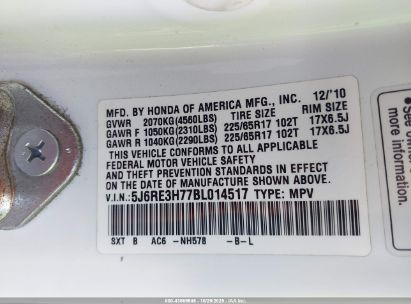 MFD. BY HONDA OF AMERICA MFG., INC. 12/'10
GVWR 2070KG(4560LBS) TIRE SIZE RIM SIZE
GAWR F 1050KG(2310LBS) 225/65R17 102T 17X6.5J
GAWR R 1040KG(2290LBS) 225/65R17 102T 17X6.5J
THIS VEHICLE CONFORMS TO ALL APPLICABLE
FEDERAL MOTOR VEHICLE SAFETY
AND THEFT PREVENTION STANDARDS IN
EFFECT ON THE DATE OF MANUFACTURE
SHOWN ABOVE.
V.I.N: 5J6RE3H77BL014517 TYPE: MPV
SXT B AC6 -NH578 -B-L